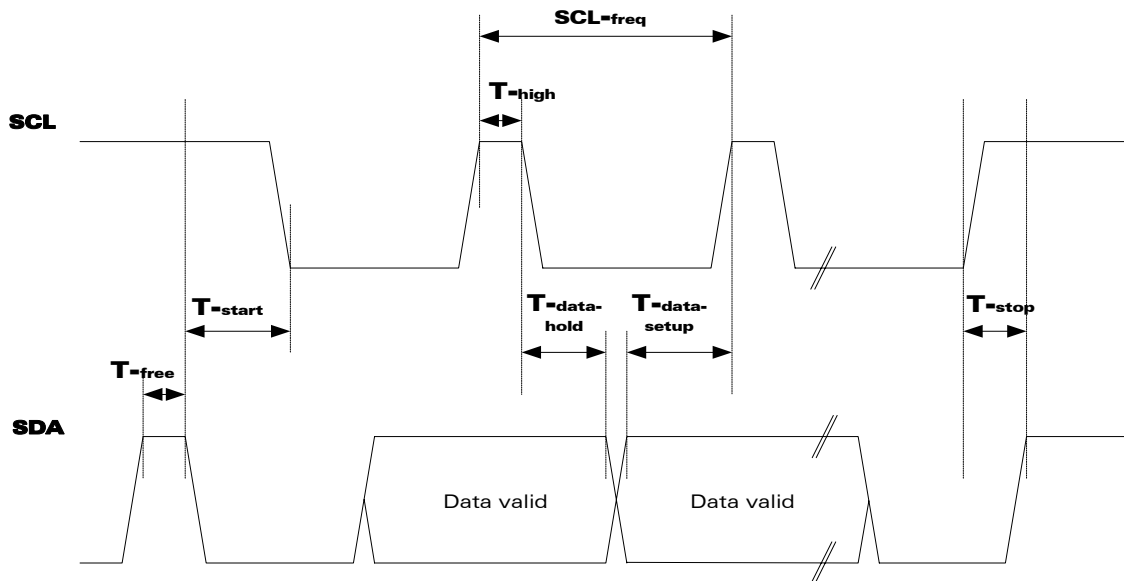 SCL-freq
T-high
SCL
T-start
T-data-
hold
T-data-
setup
T-stop
T-free
SDA
Data valid
Data valid